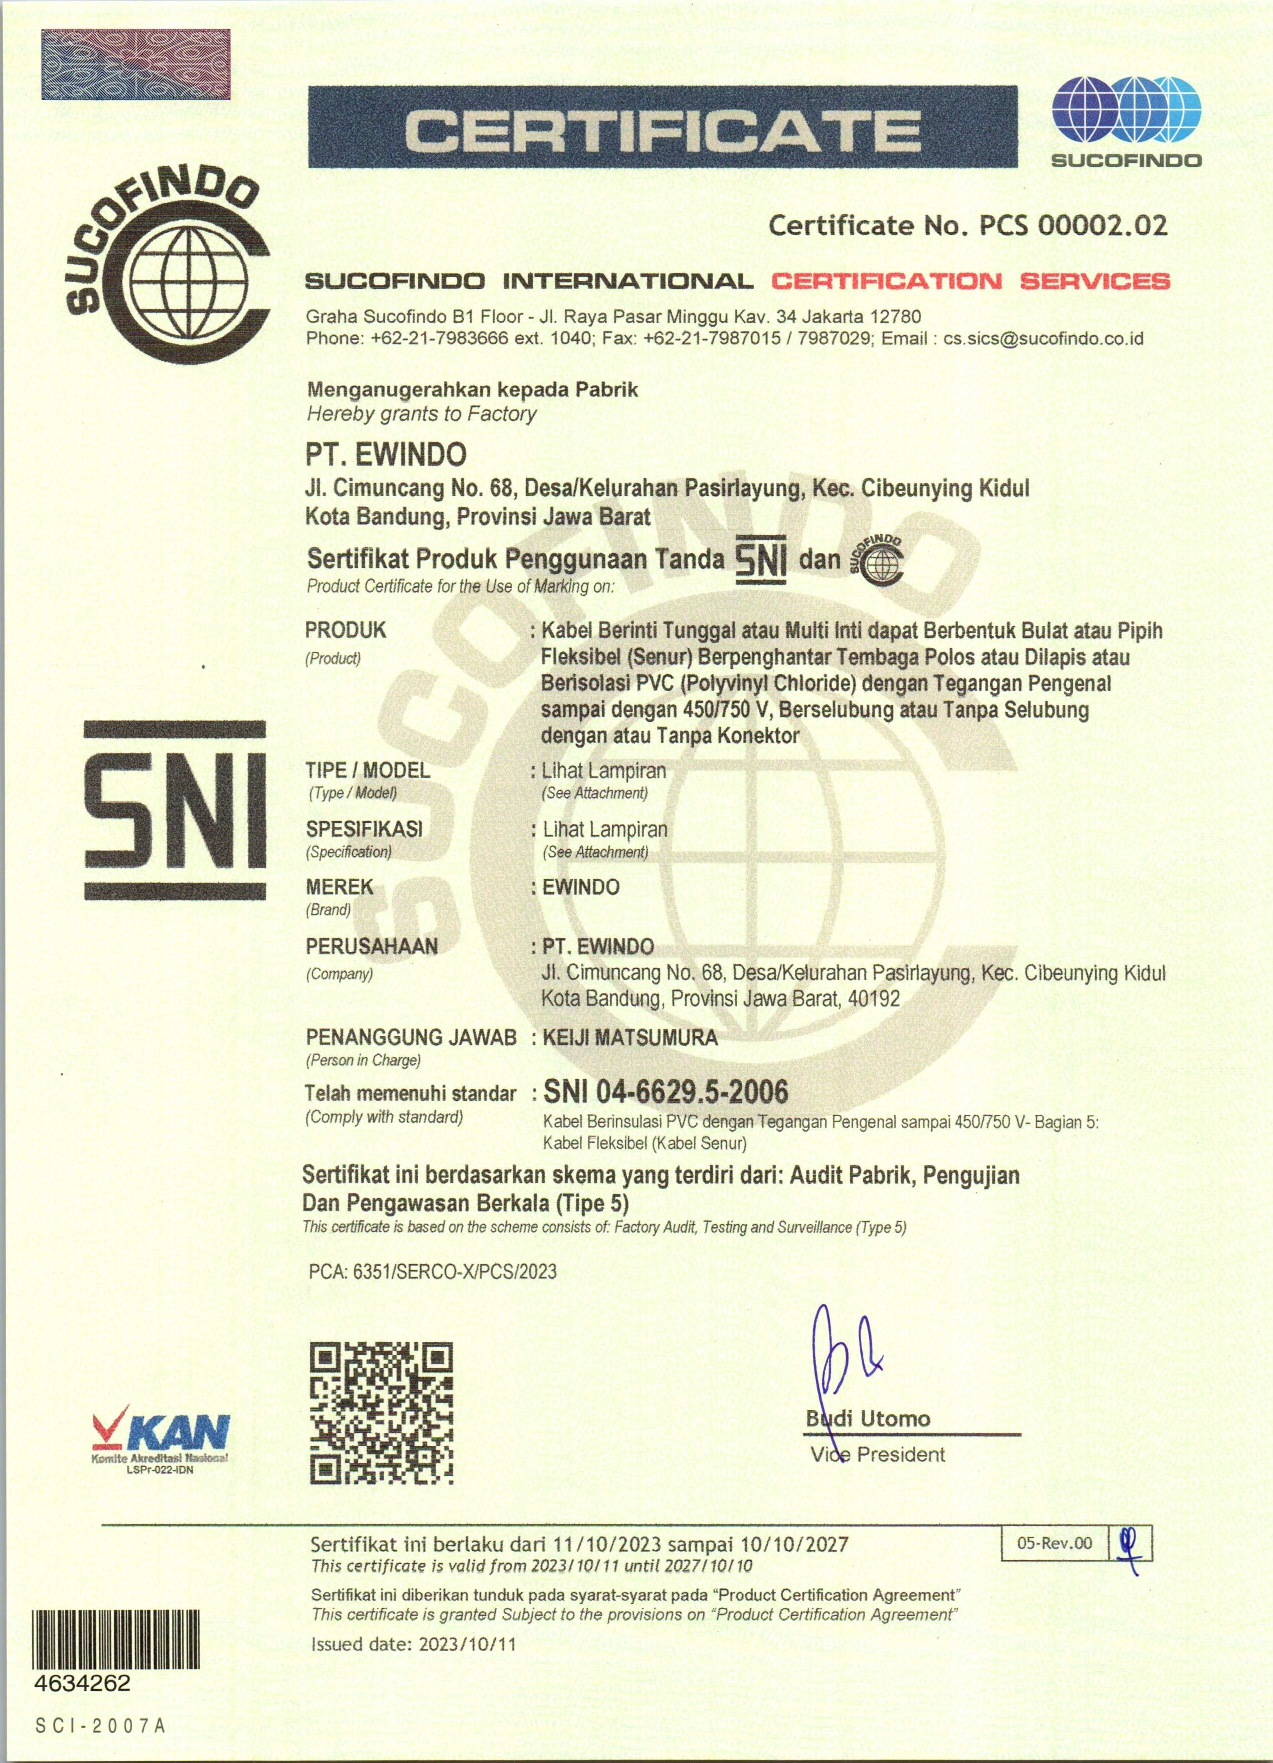 CERTIFICATE
SUCOFINDO
SUCOFINDO
Certificate No. PCS 00002.02
SUCOFINDO INTERNATIONAL CERTIFICATION SERVICES
Graha Sucofindo B1 Floor - Jl. Raya Pasar Minggu Kav. 34 Jakarta 12780
Phone: +62-21-7983666 ext. 1040; Fax: +62-21-7987015 / 7987029; Email : cs.sics@sucofindo.co.id
Menganugerahkan kepada Pabrik
Hereby grants to Factory
PT. EWINDO
Jl. Cimuncang No. 68, Desa/Kelurahan Pasirlayung, Kec. Cibeunying Kidul
Kota Bandung, Provinsi Jawa Barat
Sertifikat Produk Penggunaan Tanda SNI dan SUCOFINDO
Product Certificate for the Use of Marking on:
PRODUK : Kabel Berinti Tunggal atau Multi Inti dapat Berbentuk Bulat atau Pipih
(Product) Fleksibel (Senur) Berpenghantar Tembaga Polos atau Dilapis atau
Berisolasi PVC (Polyvinyl Chloride) dengan Tegangan Pengenal
sampai dengan 450/750 V, Berselubung atau Tanpa Selubung
dengan atau Tanpa Konektor
SNI
TIPE / MODEL : Lihat Lampiran
(Type / Model) (See Attachment)
SPESIFIKASI : Lihat Lampiran
(Specification) (See Attachment)
MEREK : EWINDO
(Brand)
PERUSAHAAN : PT. EWINDO
(Company) Jl. Cimuncang No. 68, Desa/Kelurahan Pasirlayung, Kec. Cibeunying Kidul
Kota Bandung, Provinsi Jawa Barat, 40192
PENANGGUNG JAWAB : KEIJI MATSUMURA
(Person in Charge)
Telah memenuhi standar : SNI 04-6629.5-2006
(Comply with standard) Kabel Berinsulasi PVC dengan Tegangan Pengenal sampai 450/750 V- Bagian 5:
Kabel Fleksibel (Kabel Senur)
Sertifikat ini berdasarkan skema yang terdiri dari: Audit Pabrik, Pengujian
Dan Pengawasan Berkala (Tipe 5)
This certificate is based on the scheme consists of: Factory Audit, Testing and Surveillance (Type 5)
PCA: 6351/SERCO-X/PCS/2023
SUCOFINDO
KAN
Komite Akreditasi Nasional
LSPr-022-IDN
Budi Utomo
Vice President
Sertifikat ini berlaku dari 11/10/2023 sampai 10/10/2027
This certificate is valid from 2023/10/11 until 2027/10/10
05-Rev.00
Sertifikat ini diberikan tunduk pada syarat-syarat pada “Product Certification Agreement”
This certificate is granted Subject to the provisions on “Product Certification Agreement”
Issued date: 2023/10/11
4634262
SCI-2007A